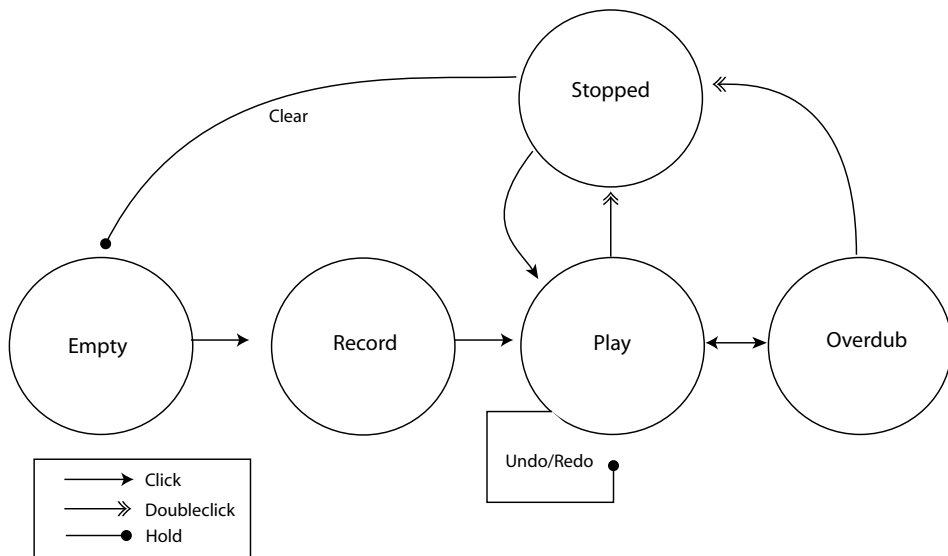 Stopped
Clear
Empty
Record
Play
Overdub
Undo/Redo
Click
Doubleclick
Hold